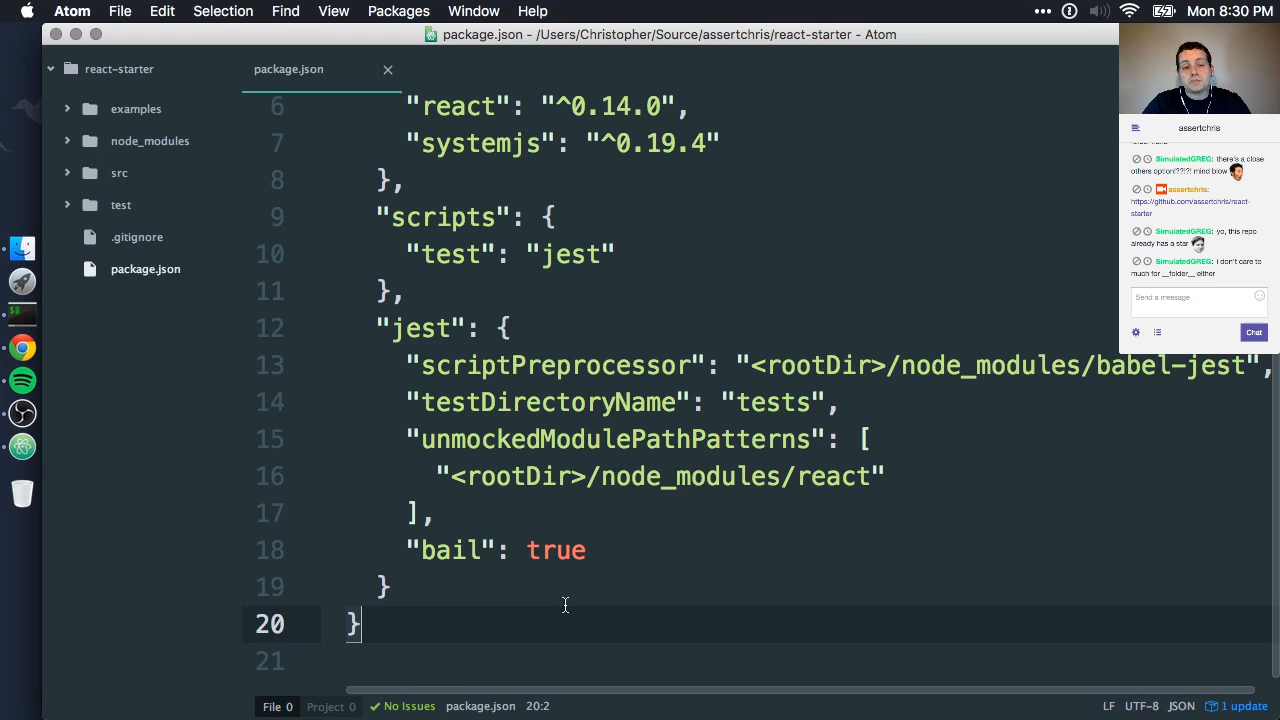 Atom File Edit Selection Find View Packages Window Help
Mon 8:30 PM
package.json - /Users/Christopher/Source/assertchris/react-starter - Atom
react-starter
examples
node_modules
src
test
.gitignore
package.json
package.json
6 "react": "^0.14.0",
7 "systemjs": "^0.19.4"
8 },
9 "scripts": {
10 "test": "jest"
11 },
12 "jest": {
13 "scriptPreprocessor": "<rootDir>/node_modules/babel-jest",
14 "testDirectoryName": "tests",
15 "unmockedModulePathPatterns": [
16 "<rootDir>/node_modules/react"
17 ],
18 "bail": true
19 }
20 }
21
assertchris
SimulatedGREG: there's a close
others option!??!?! mind blow
assertchris:
https://github.com/assertchris/react-
starter
SimulatedGREG: yo, this repo
already has a star
SimulatedGREG: I don't care to
much for __folder__ either
Send a message
Chat
File 0 Project 0 No Issues package.json 20:2
LF UTF-8 JSON 1 update